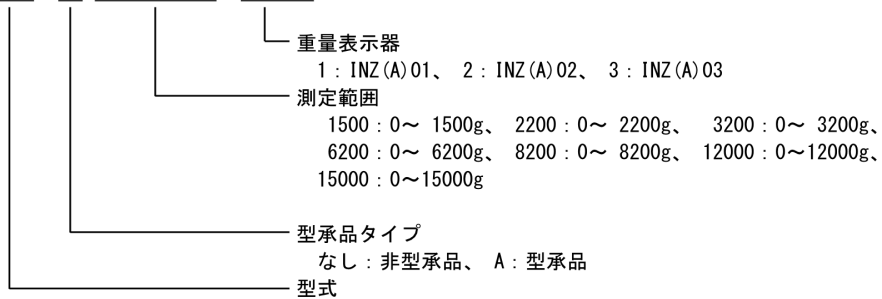 重量表示器
1：INZ(A)01、 2：INZ(A)02、 3：INZ(A)03
測定範囲
1500：0～ 1500g、 2200：0～ 2200g、 3200：0～ 3200g、
6200：0～ 6200g、 8200：0～ 8200g、 12000：0～12000g、
15000：0～15000g
型承品タイプ
なし：非型承品、 A：型承品
型式